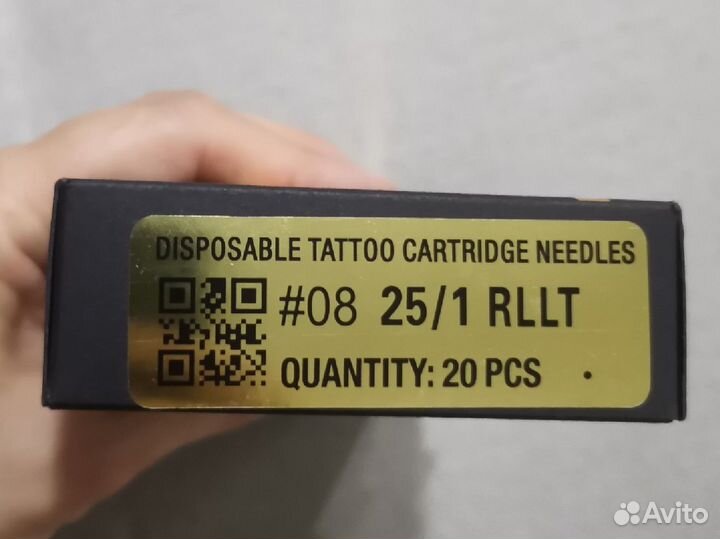 DISPOSABLE TATTOO CARTRIDGE NEEDLES
#08 25/1 RLLT
QUANTITY: 20 PCS
Avito